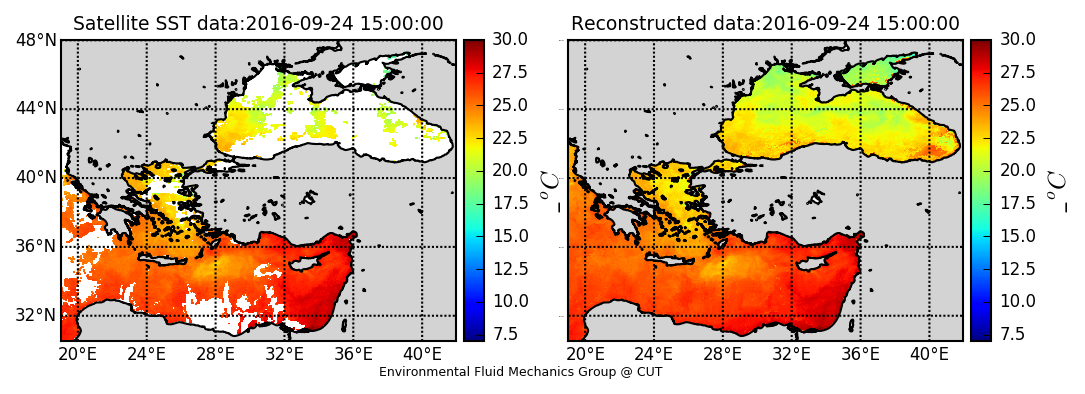 Satellite SST data:2016-09-24 15:00:00
Reconstructed data:2016-09-24 15:00:00
48°N
44°N
40°N
36°N
32°N
20°E 24°E 28°E 32°E 36°E 40°E
30.0
27.5
25.0
22.5
20.0
17.5
15.0
12.5
10.0
7.5
_ °C
20°E 24°E 28°E 32°E 36°E 40°E
30.0
27.5
25.0
22.5
20.0
17.5
15.0
12.5
10.0
7.5
_ °C
Environmental Fluid Mechanics Group @ CUT